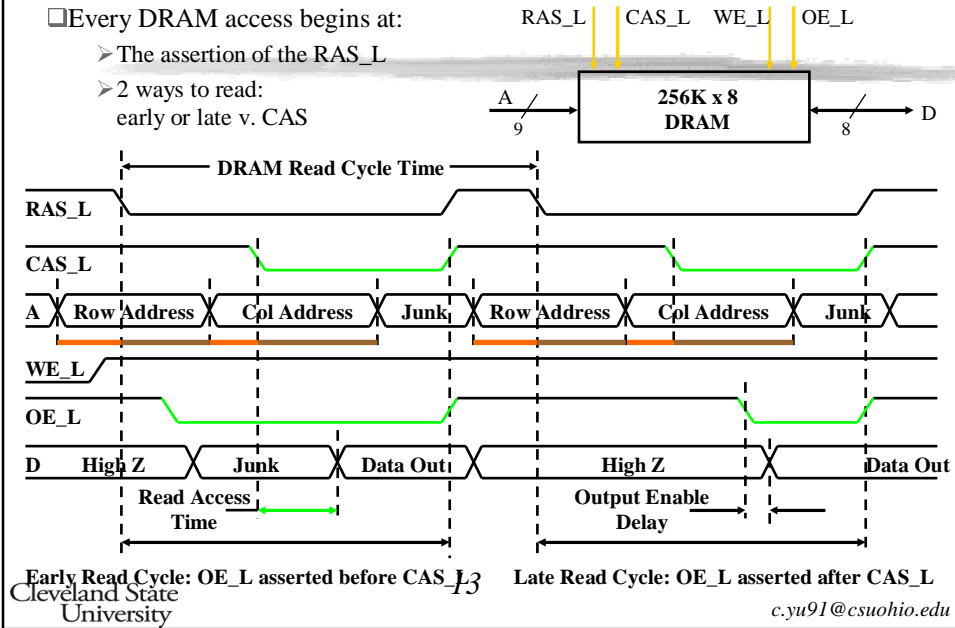 ❑Every DRAM access begins at:
➢The assertion of the RAS_L
➢2 ways to read:
early or late v. CAS
RAS_L CAS_L WE_L OE_L
A 9 256K x 8 8 D
DRAM
DRAM Read Cycle Time
RAS_L
CAS_L
A Row Address Col Address Junk Row Address Col Address Junk
WE_L
OE_L
D High Z Junk Data Out High Z Data Out
Read Access Output Enable
Time Delay
Early Read Cycle: OE_L asserted before CAS_L Late Read Cycle: OE_L asserted after CAS_L
13
Cleveland State
University
c.yu91@csuohio.edu